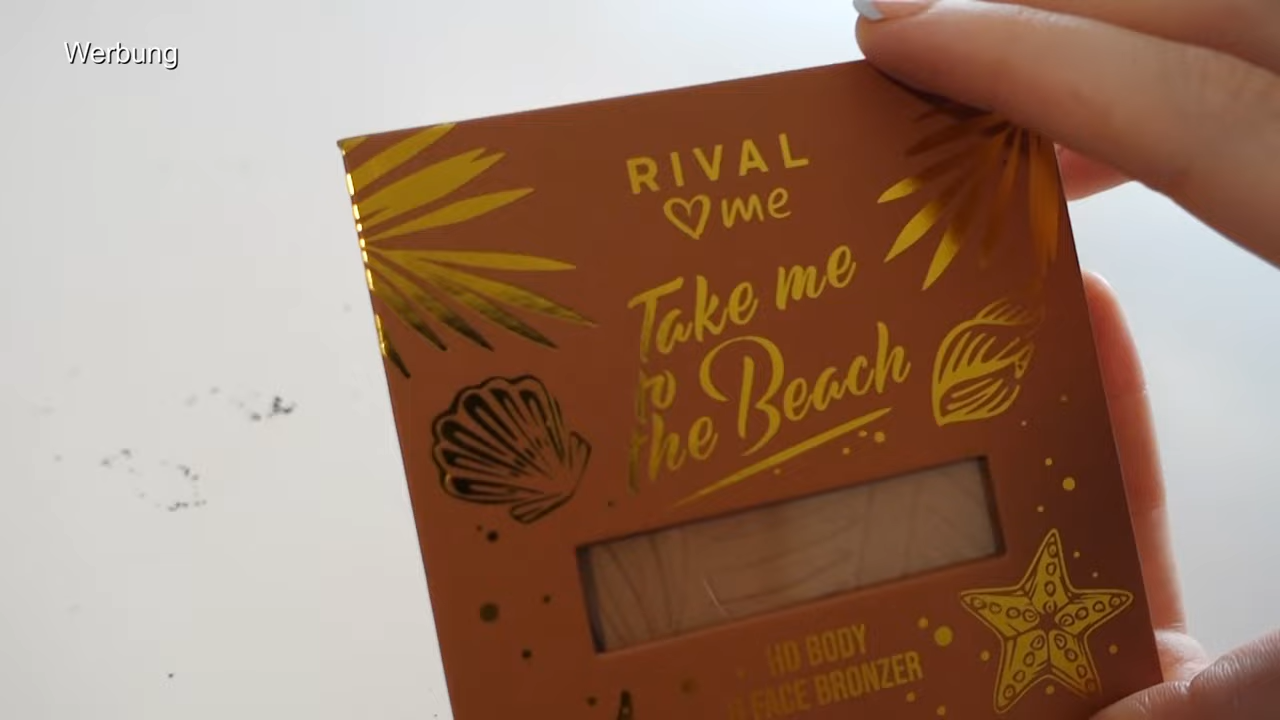 Werbung
RIVAL
me
Take me
to
the Beach
HD BODY
FACE BRONZER